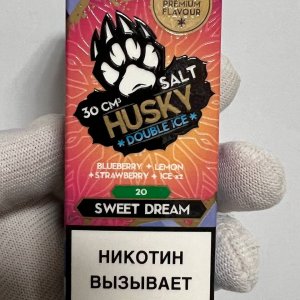 PREMIUM
FLAVOUR
SALT
30 CM³
HUSKY
*DOUBLE ICE*
BLUEBERRY + LEMON
+ STRAWBERRY + ICE x2
20
SWEET DREAM
НИКОТИН
ВЫЗЫВАЕТ